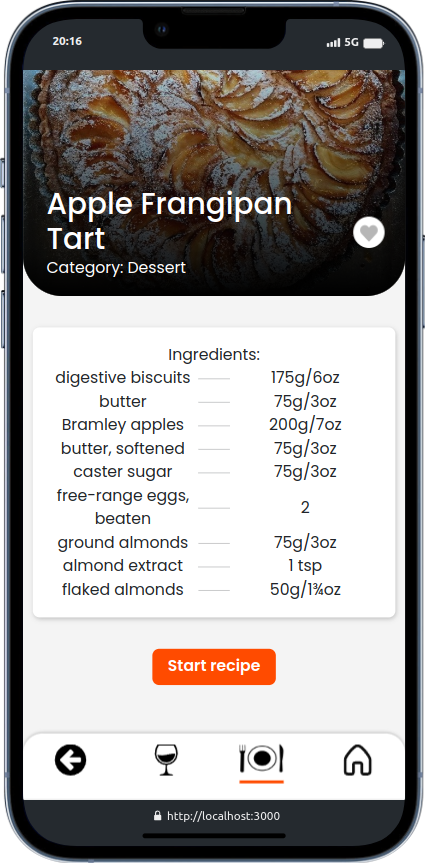 20:16
5G
Apple Frangipan
Tart
Category: Dessert
Ingredients:
digestive biscuits 175g/6oz
butter 75g/3oz
Bramley apples 200g/7oz
butter, softened 75g/3oz
caster sugar 75g/3oz
free-range eggs,
beaten 2
ground almonds 75g/3oz
almond extract 1 tsp
flaked almonds 50g/1¾oz
Start recipe
http://localhost:3000